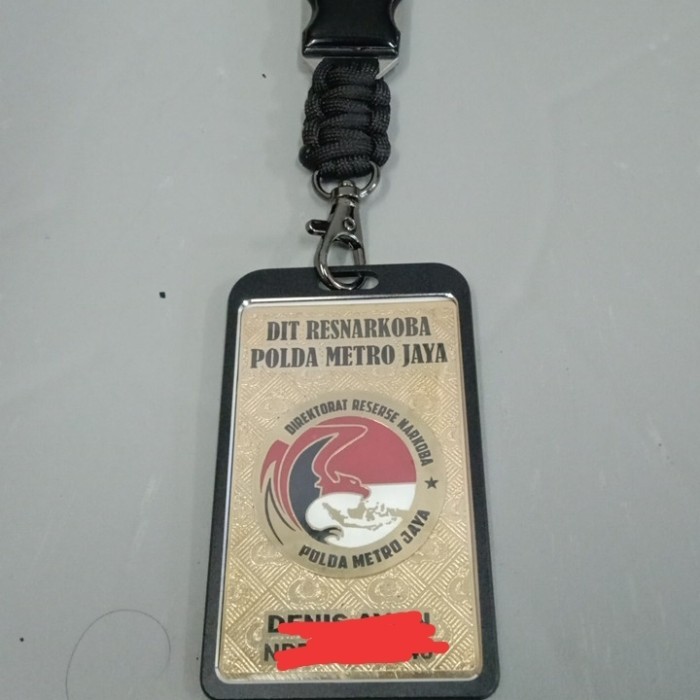 DIT RESNARKOBA
POLDA METRO JAYA
DIREKTORAT RESERSE NARKOBA
POLDA METRO JAYA